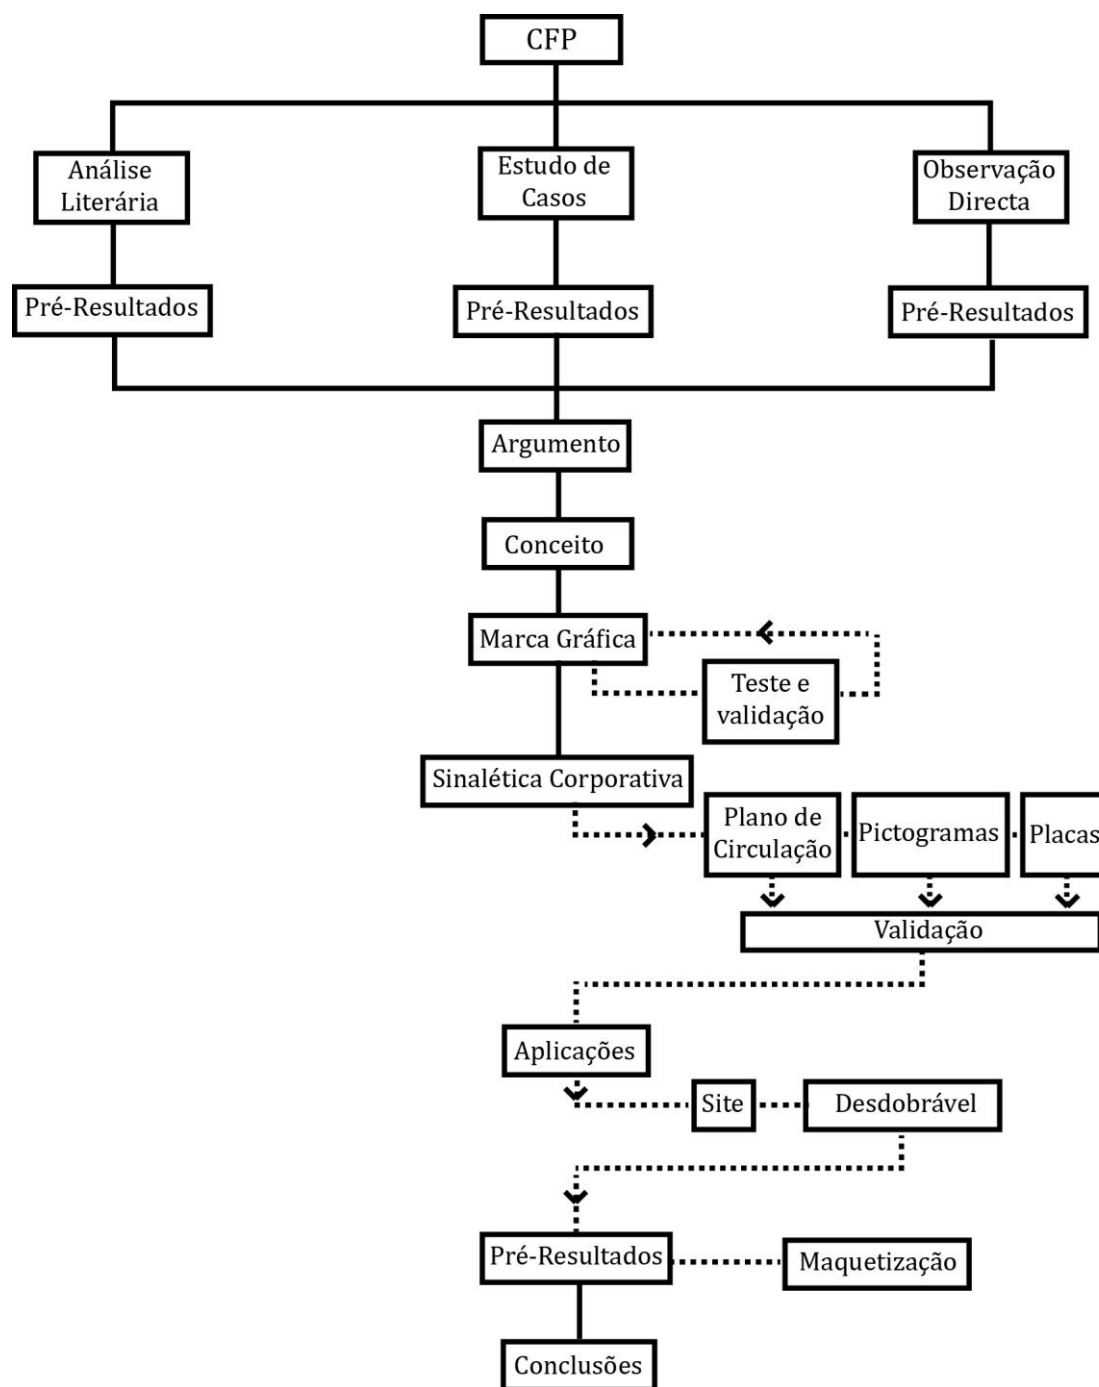 CFP
Análise
Literária
Estudo de
Casos
Observação
Directa
Pré-Resultados
Pré-Resultados
Pré-Resultados
Argumento
Conceito
Marca Gráfica
Teste e
validação
Sinalética Corporativa
Plano de
Circulação
Pictogramas
Placas
Validação
Aplicações
Site
Desdobrável
Pré-Resultados
Maquetização
Conclusões